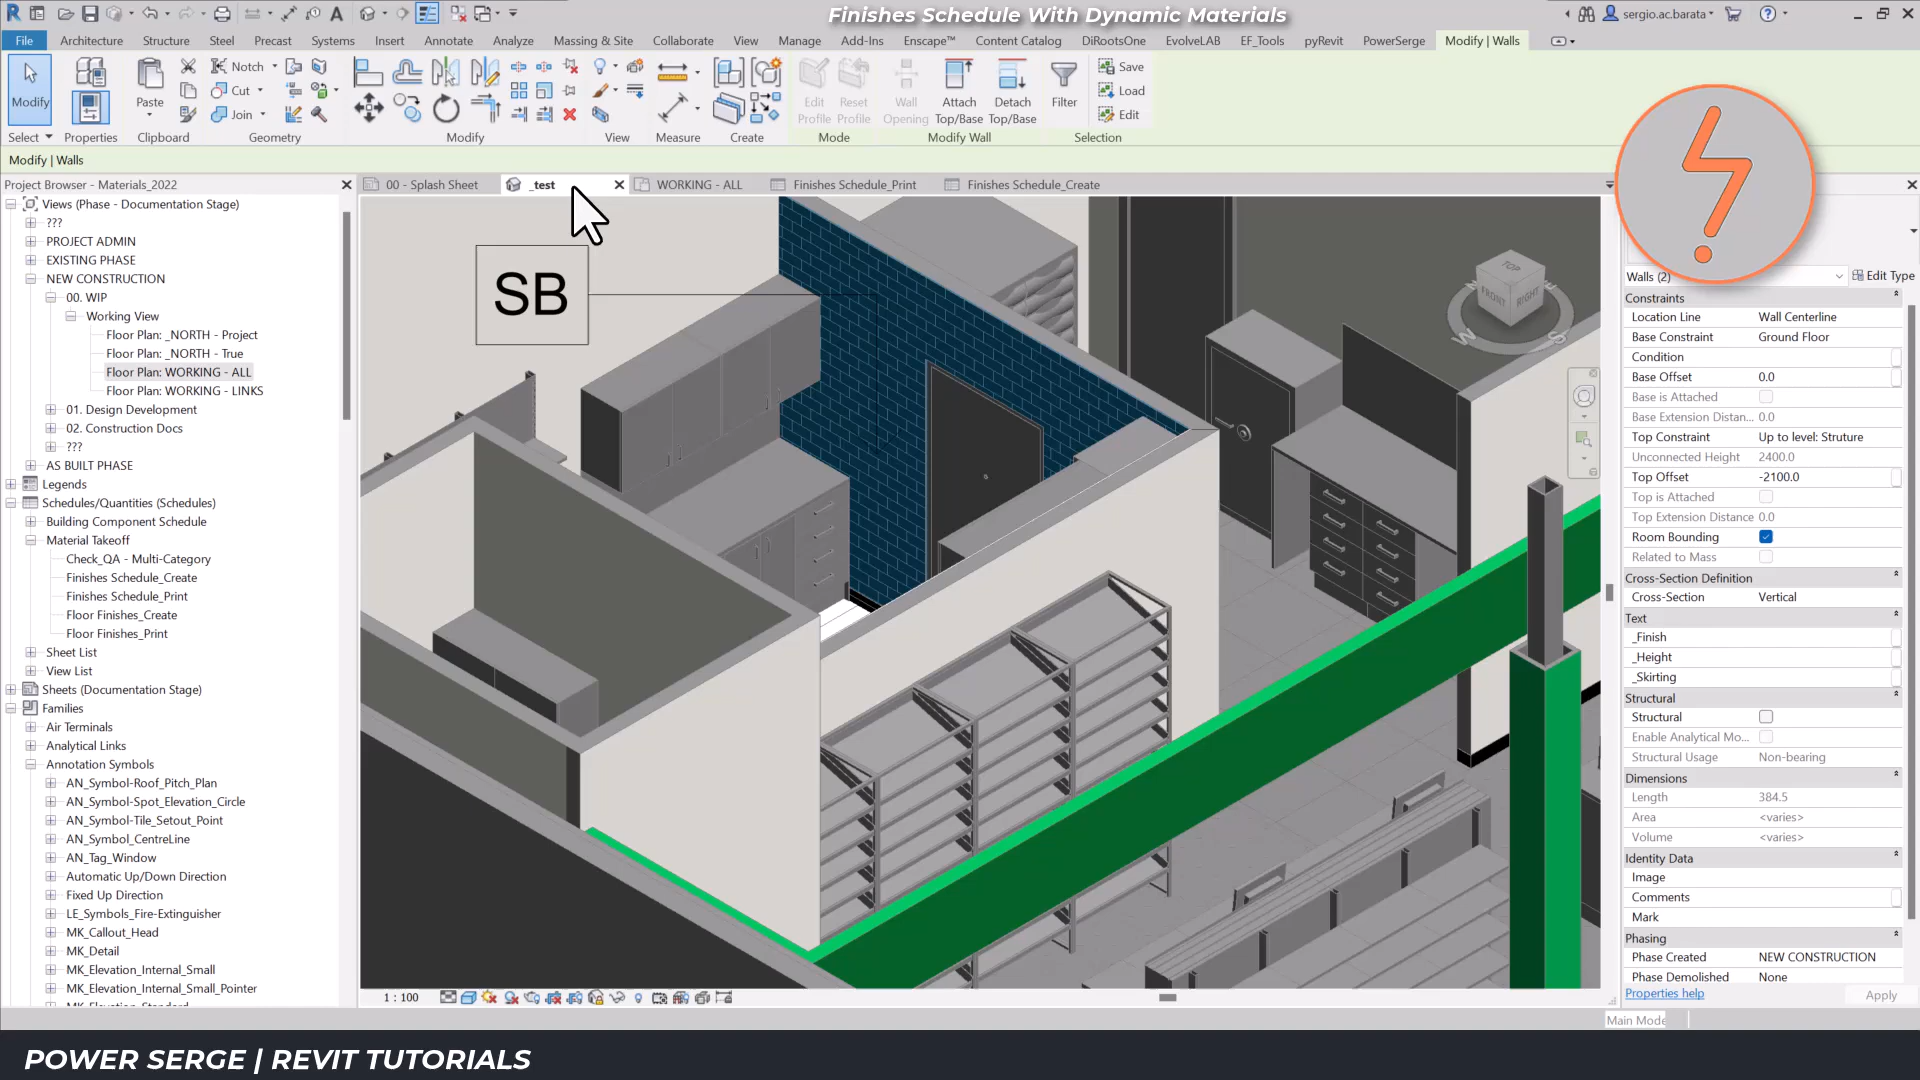 Finishes Schedule With Dynamic Materials
sergio.ac.barata
File
Architecture
Structure
Steel
Precast
Systems
Insert
Annotate
Analyze
Massing & Site
Collaborate
View
Manage
Add-Ins
Enscape™
Content Catalog
DiRootsOne
EvolveLAB
EF_Tools
pyRevit
PowerSerge
Modify | Walls
Modify
Paste
Notch
Cut
Join
Edit Profile
Reset Profile
Wall Opening
Attach Top/Base
Detach Top/Base
Filter
Save
Load
Edit
Select
Properties
Clipboard
Geometry
Modify
View
Measure
Create
Mode
Modify Wall
Selection
Modify | Walls
Project Browser - Materials_2022
Views (Phase - Documentation Stage)
???
PROJECT ADMIN
EXISTING PHASE
NEW CONSTRUCTION
00. WIP
Working View
Floor Plan: _NORTH - Project
Floor Plan: _NORTH - True
Floor Plan: WORKING - ALL
Floor Plan: WORKING - LINKS
01. Design Development
02. Construction Docs
???
AS BUILT PHASE
Legends
Schedules/Quantities (Schedules)
Building Component Schedule
Material Takeoff
Check_QA - Multi-Category
Finishes Schedule_Create
Finishes Schedule_Print
Floor Finishes_Create
Floor Finishes_Print
Sheet List
View List
Sheets (Documentation Stage)
Families
Air Terminals
Analytical Links
Annotation Symbols
AN_Symbol-Roof_Pitch_Plan
AN_Symbol-Spot_Elevation_Circle
AN_Symbol-Tile_Setout_Point
AN_Symbol_CentreLine
AN_Tag_Window
Automatic Up/Down Direction
Fixed Up Direction
LE_Symbols_Fire-Extinguisher
MK_Callout_Head
MK_Detail
MK_Elevation_Internal_Small
MK_Elevation_Internal_Small_Pointer
00 - Splash Sheet
_test
WORKING - ALL
Finishes Schedule_Print
Finishes Schedule_Create
SB
TOP
FRONT
RIGHT
W
S
1 : 100
Walls (2)
Edit Type
Constraints
Location Line Wall Centerline
Base Constraint Ground Floor
Condition
Base Offset 0.0
Base is Attached
Base Extension Distan... 0.0
Top Constraint Up to level: Struture
Unconnected Height 2400.0
Top Offset -2100.0
Top is Attached
Top Extension Distance 0.0
Room Bounding
Related to Mass
Cross-Section Definition
Cross-Section Vertical
Text
_Finish
_Height
_Skirting
Structural
Structural
Enable Analytical Mo...
Structural Usage Non-bearing
Dimensions
Length 384.5
Area <varies>
Volume <varies>
Identity Data
Image
Comments
Mark
Phasing
Phase Created NEW CONSTRUCTION
Phase Demolished None
Properties help
Apply
Main Mode
POWER SERGE | REVIT TUTORIALS